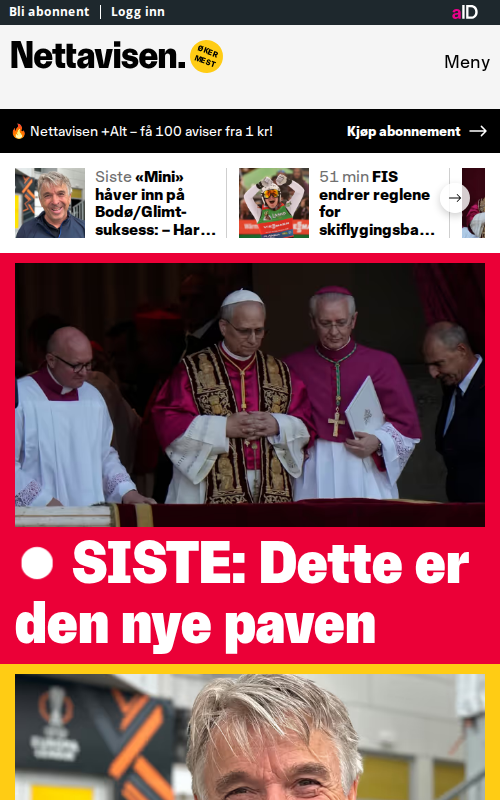 Bli abonnent | Logg inn
aID
Nettavisen.
ØKER
MEST
Meny
Nettavisen +Alt – få 100 aviser fra 1 kr!
Kjøp abonnement
Siste «Mini»
håver inn på
Bodø/Glimt-
suksess: – Har...
51 min FIS
endrer reglene
for
skiflygingsba...
SISTE: Dette er
den nye paven
EUROPA
LEAGUE